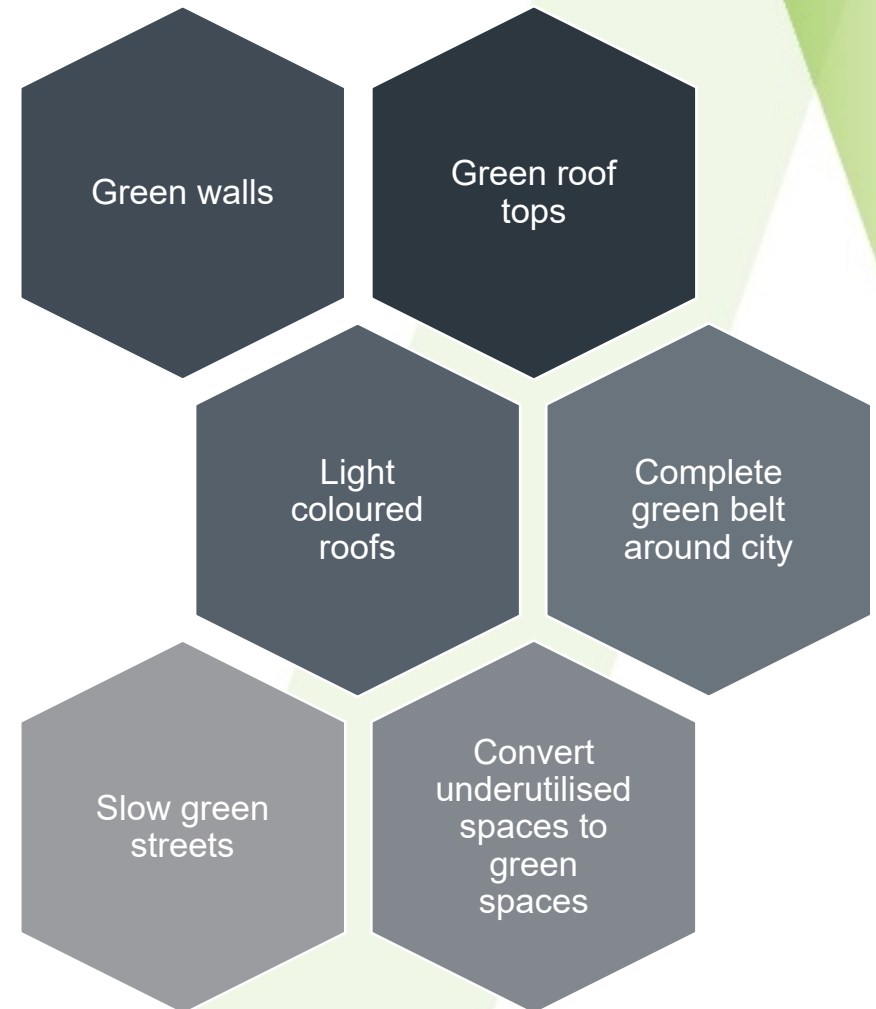 Green walls
Green roof
tops
Light
coloured
roofs
Complete
green belt
around city
Slow green
streets
Convert
underutilised
spaces to
green
spaces